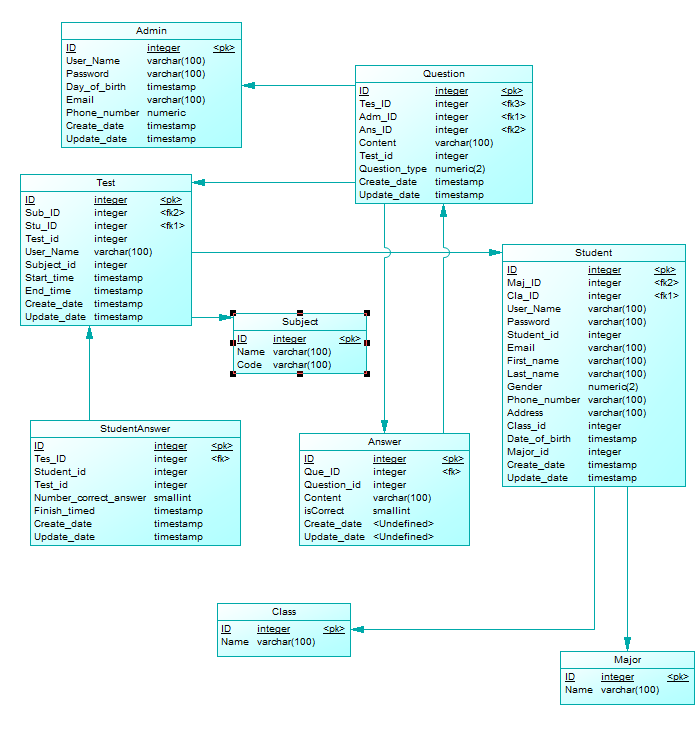 Admin
ID integer <pk>
User_Name varchar(100)
Password varchar(100)
Day_of_birth timestamp
Email varchar(100)
Phone_number numeric
Create_date timestamp
Update_date timestamp
Question
ID integer <pk>
Tes_ID integer <fk3>
Adm_ID integer <fk1>
Ans_ID integer <fk2>
Content varchar(100)
Test_id integer
Question_type numeric(2)
Create_date timestamp
Update_date timestamp
Test
ID integer <pk>
Sub_ID integer <fk2>
Stu_ID integer <fk1>
Test_id integer
User_Name varchar(100)
Subject_id integer
Start_time timestamp
End_time timestamp
Create_date timestamp
Update_date timestamp
Student
ID integer <pk>
Maj_ID integer <fk2>
Cla_ID integer <fk1>
User_Name varchar(100)
Password varchar(100)
Student_id integer
Email varchar(100)
First_name varchar(100)
Last_name varchar(100)
Gender numeric(2)
Phone_number varchar(100)
Address varchar(100)
Class_id integer
Date_of_birth timestamp
Major_id integer
Create_date timestamp
Update_date timestamp
Subject
ID integer <pk>
Name varchar(100)
Code varchar(100)
StudentAnswer
ID integer <pk>
Tes_ID integer <fk>
Student_id integer
Test_id integer
Number_correct_answer smallint
Finish_timed timestamp
Create_date timestamp
Update_date timestamp
Answer
ID integer <pk>
Que_ID integer <fk>
Question_id integer
Content varchar(100)
isCorrect smallint
Create_date <Undefined>
Update_date <Undefined>
Class
ID integer <pk>
Name varchar(100)
Major
ID integer <pk>
Name varchar(100)